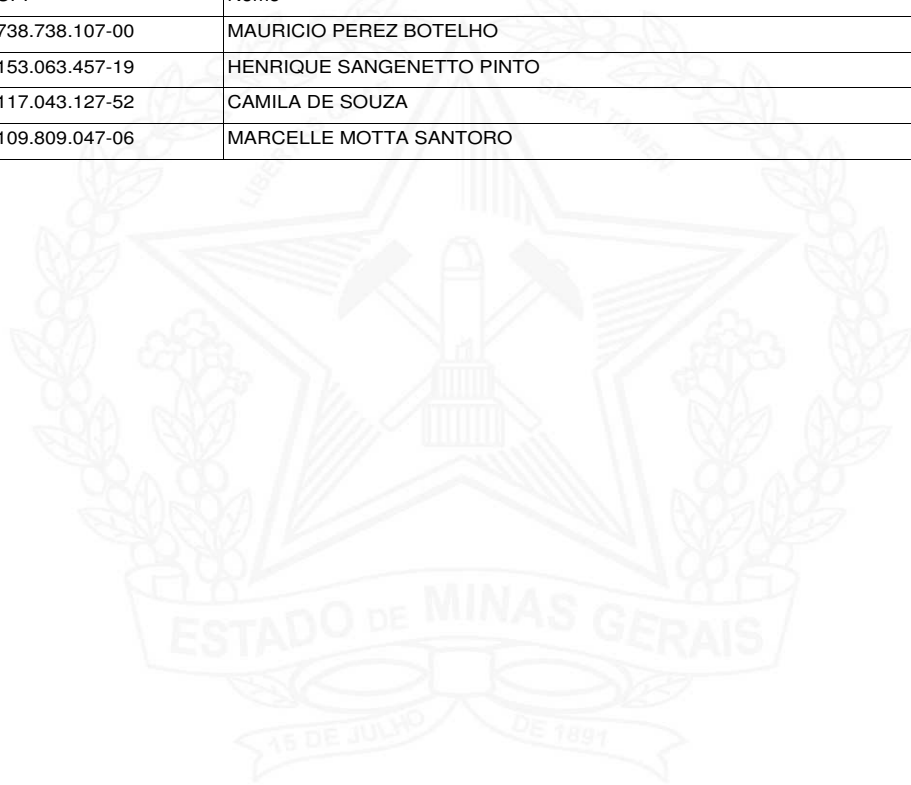 738.738.107-00 MAURICIO PEREZ BOTELHO
153.063.457-19 HENRIQUE SANGENETTO PINTO
117.043.127-52 CAMILA DE SOUZA
109.809.047-06 MARCELLE MOTTA SANTORO
ESTADO DE MINAS GERAIS
15 DE JULHO DE 1891